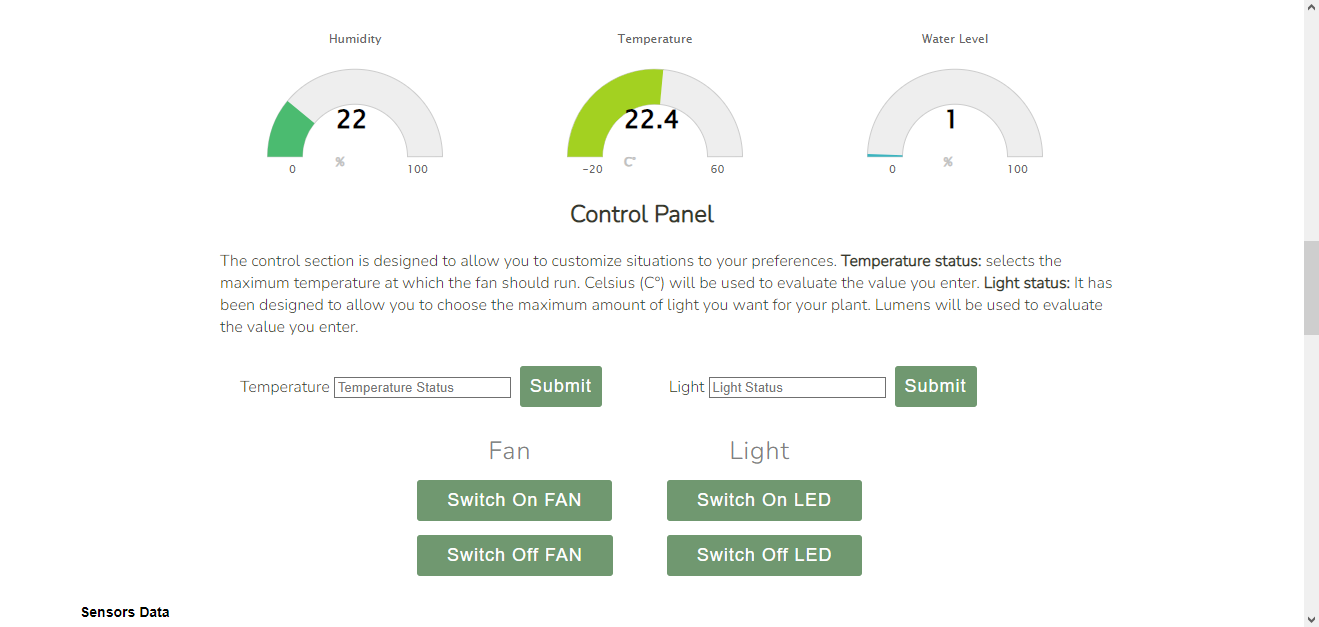 Humidity Temperature Water Level
22 22.4 1
% C° %
0 100 -20 60 0 100
Control Panel
The control section is designed to allow you to customize situations to your preferences. Temperature status: selects the
maximum temperature at which the fan should run. Celsius (C°) will be used to evaluate the value you enter. Light status: It has
been designed to allow you to choose the maximum amount of light you want for your plant. Lumens will be used to evaluate
the value you enter.
Temperature Temperature Status Submit Light Light Status Submit
Fan Light
Switch On FAN Switch On LED
Switch Off FAN Switch Off LED
Sensors Data